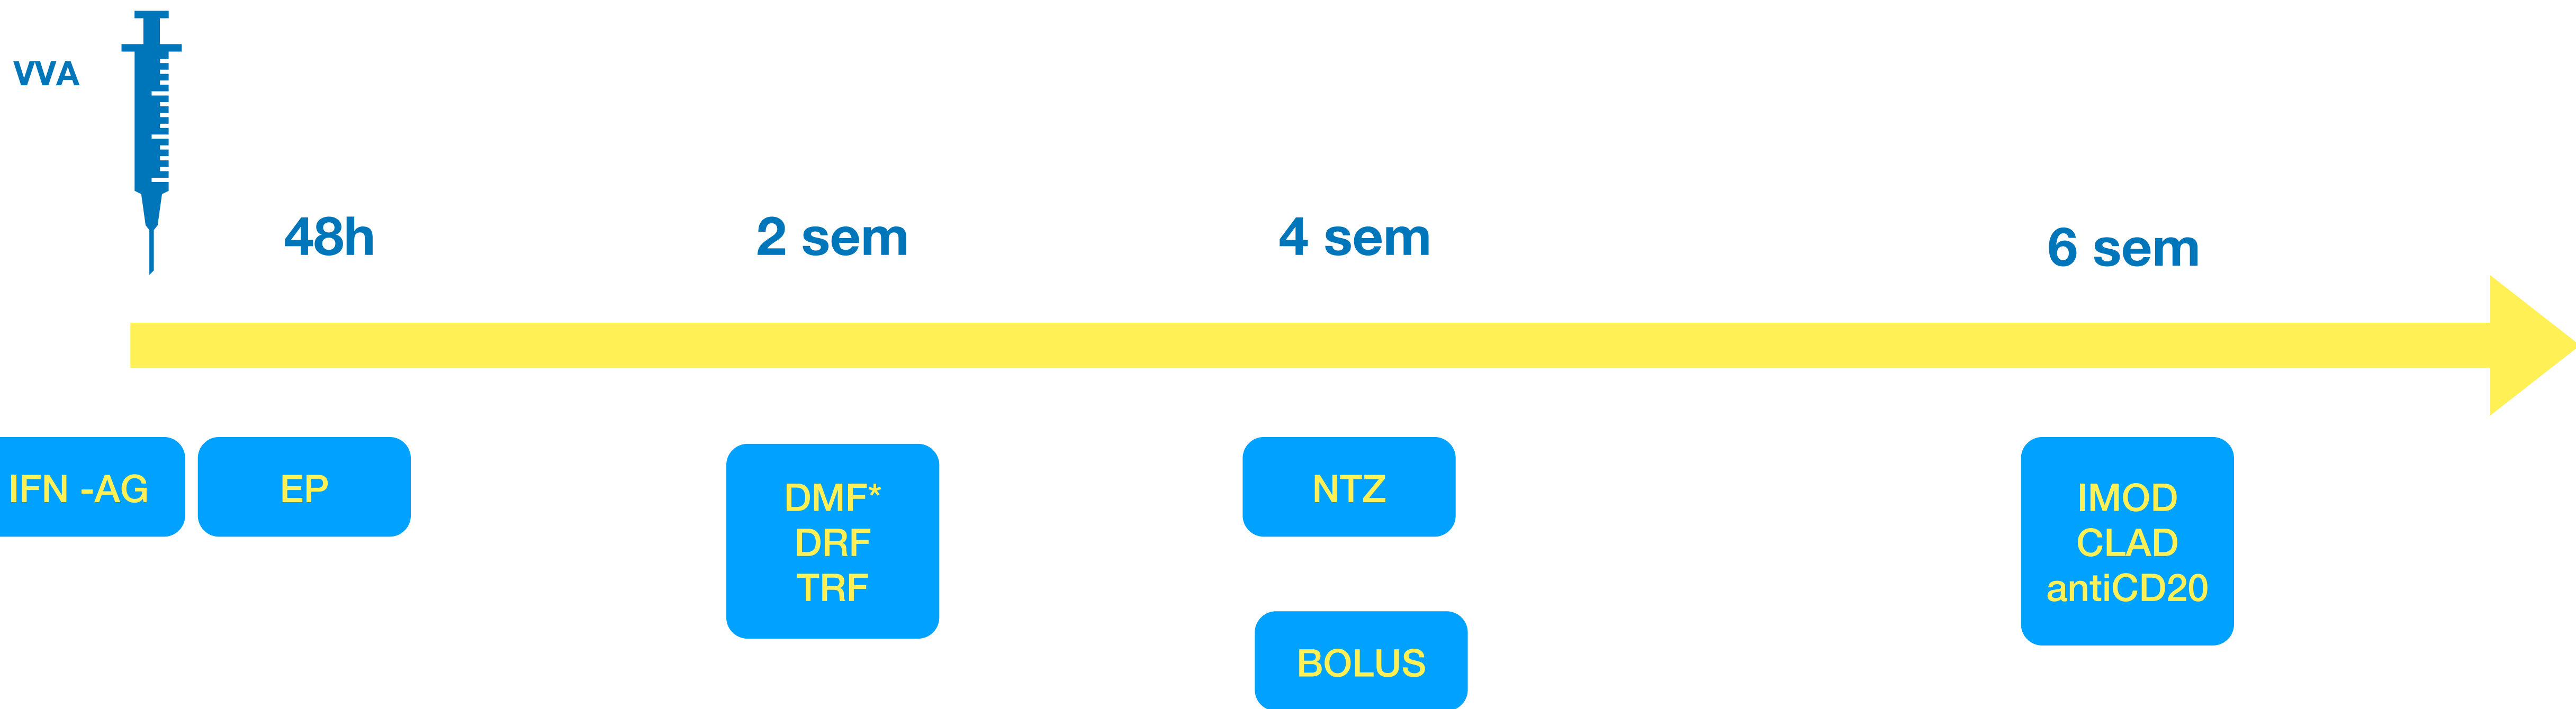 VVA
48h
2 sem
4 sem
6 sem
IFN -AG
EP
DMF*
DRF
TRF
NTZ
BOLUS
IMOD
CLAD
antiCD20